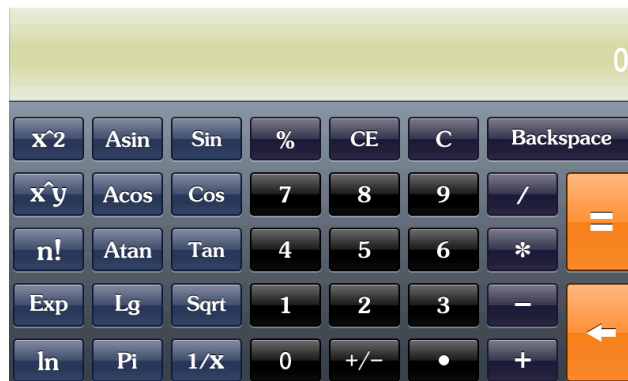 0
x^2 Asin Sin % CE C Backspace
x^y Acos Cos 7 8 9 / =
n! Atan Tan 4 5 6 *
Exp Lg Sqrt 1 2 3 −
ln Pi 1/x 0 +/− • +